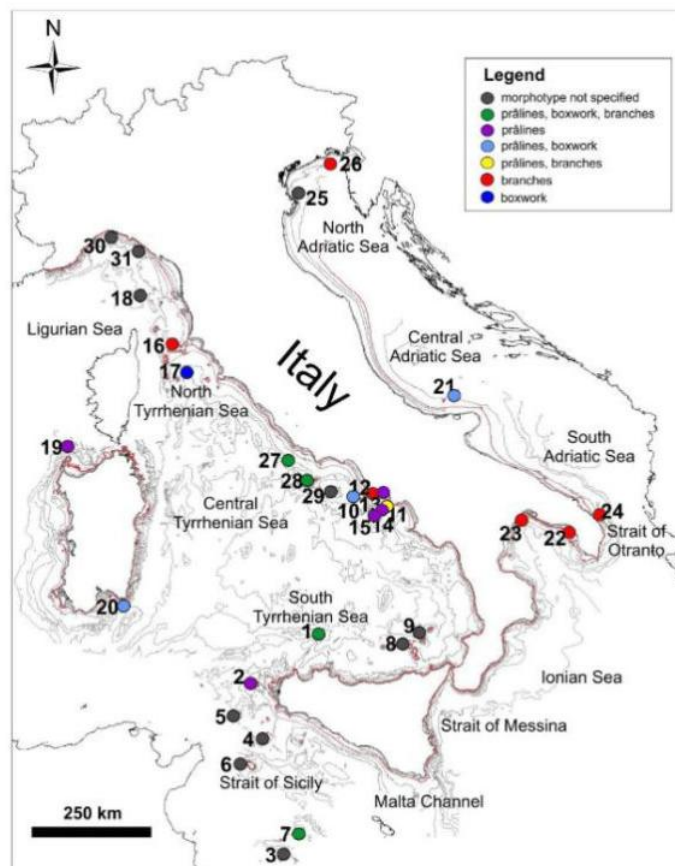 N
Legend
morphotype not specified
prâlines, boxwork, branches
prâlines
prâlines, boxwork
prâlines, branches
branches
boxwork
26
25
North
Adriatic Sea
30
31
18
Ligurian Sea
16
17
North
Tyrrhenian Sea
Italy
Central
Adriatic Sea
21
19
27
28
29
Central
Tyrrhenian Sea
12
13
10
11
15
14
South
Adriatic Sea
24
Strait of
Otranto
23
22
20
South
Tyrrhenian Sea
1
9
8
Ionian Sea
2
5
4
6
Strait of Messina
Strait of Sicily
Malta Channel
250 km
7
3